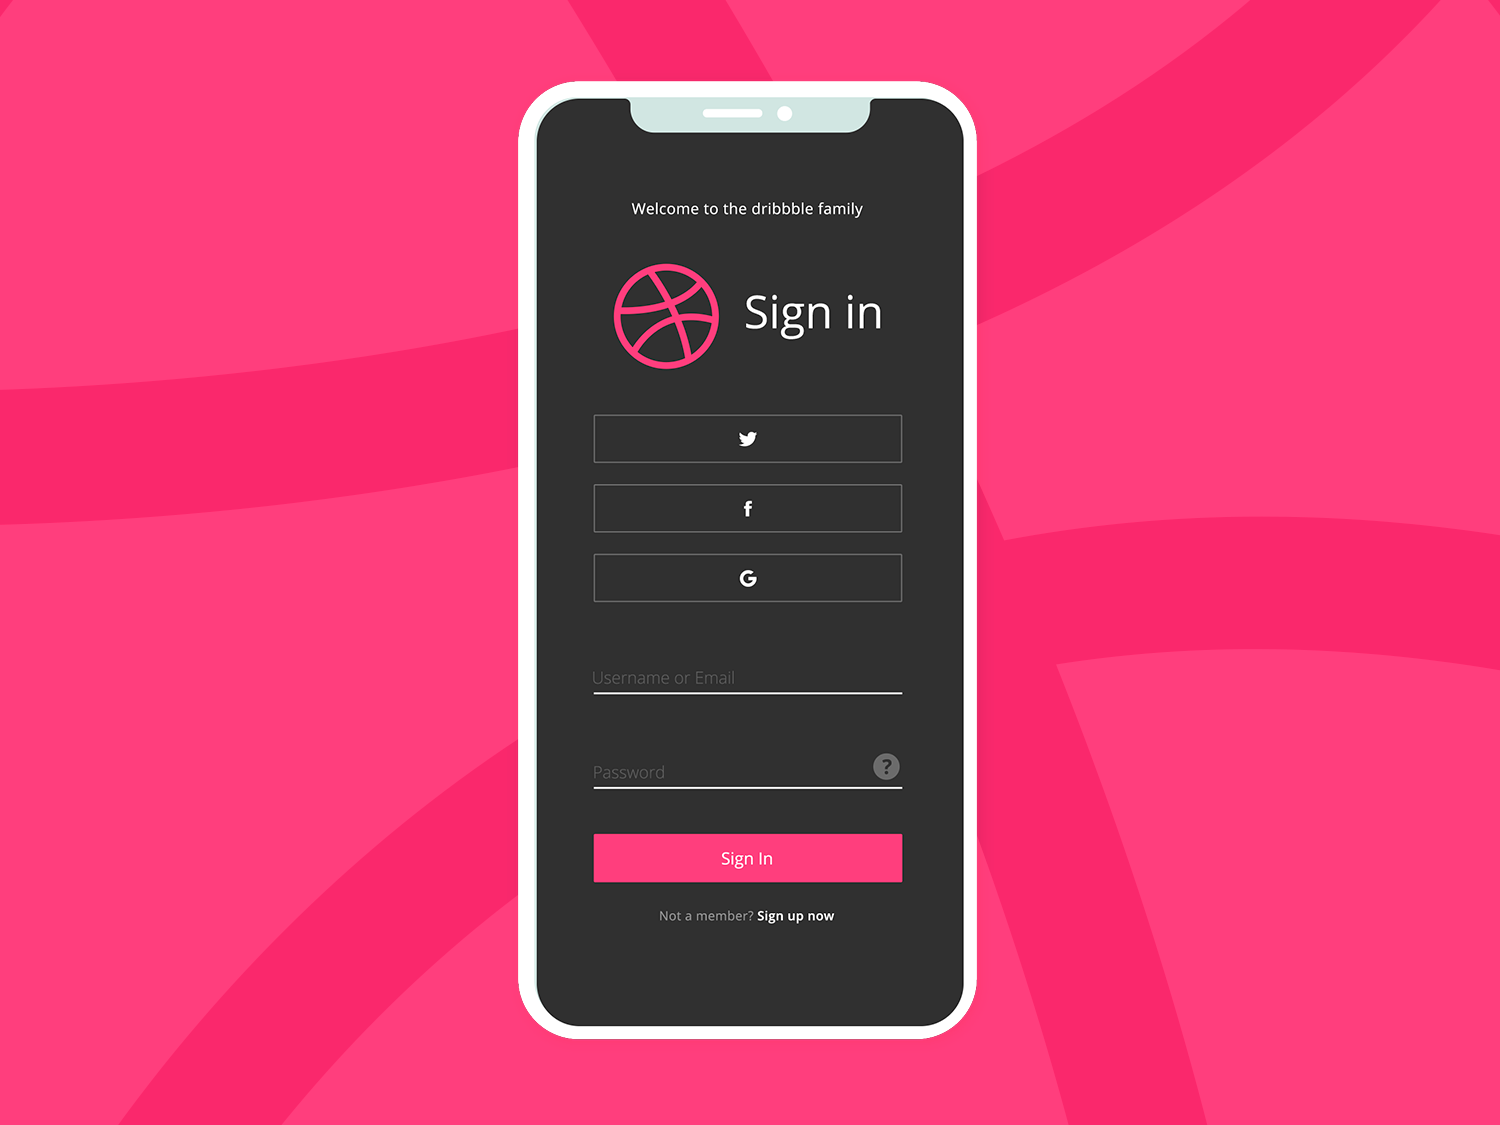 Welcome to the dribbble family
Sign in
Username or Email
Password
?
Sign In
Not a member? Sign up now